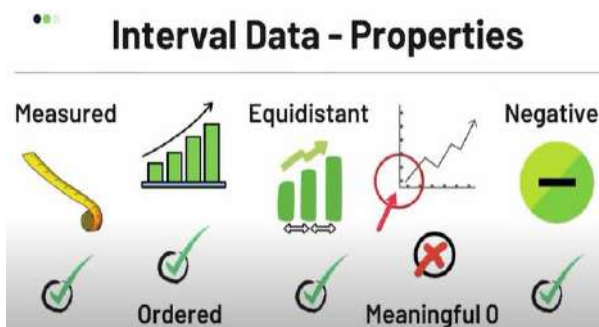 Interval Data - Properties
Measured
Equidistant
Negative
Ordered
Meaningful 0